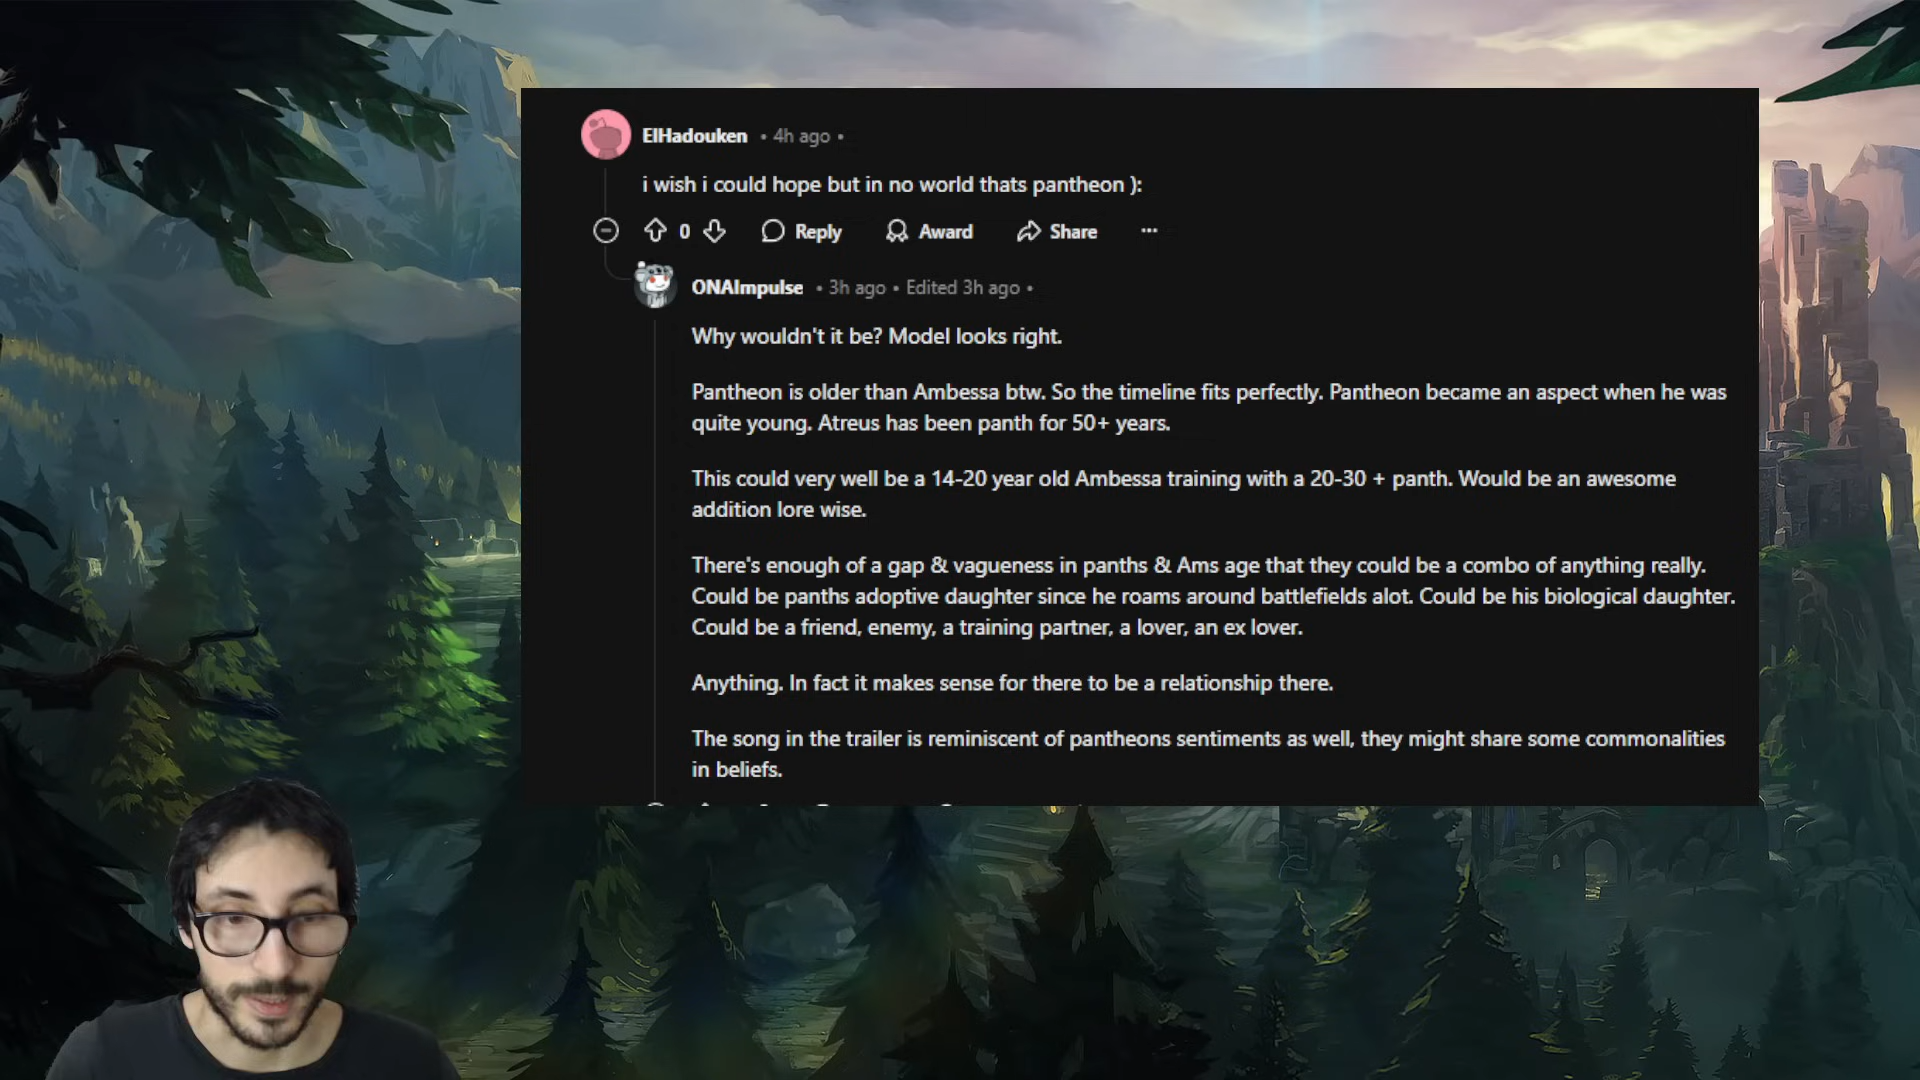 ElHadouken • 4h ago •
i wish i could hope but in no world thats pantheon ):
0 Reply Award Share ...
ONAImpulse • 3h ago • Edited 3h ago •
Why wouldn't it be? Model looks right.
Pantheon is older than Ambessa btw. So the timeline fits perfectly. Pantheon became an aspect when he was
quite young. Atreus has been panth for 50+ years.
This could very well be a 14-20 year old Ambessa training with a 20-30 + panth. Would be an awesome
addition lore wise.
There's enough of a gap & vagueness in panths & Ams age that they could be a combo of anything really.
Could be panths adoptive daughter since he roams around battlefields alot. Could be his biological daughter.
Could be a friend, enemy, a training partner, a lover, an ex lover.
Anything. In fact it makes sense for there to be a relationship there.
The song in the trailer is reminiscent of pantheons sentiments as well, they might share some commonalities
in beliefs.